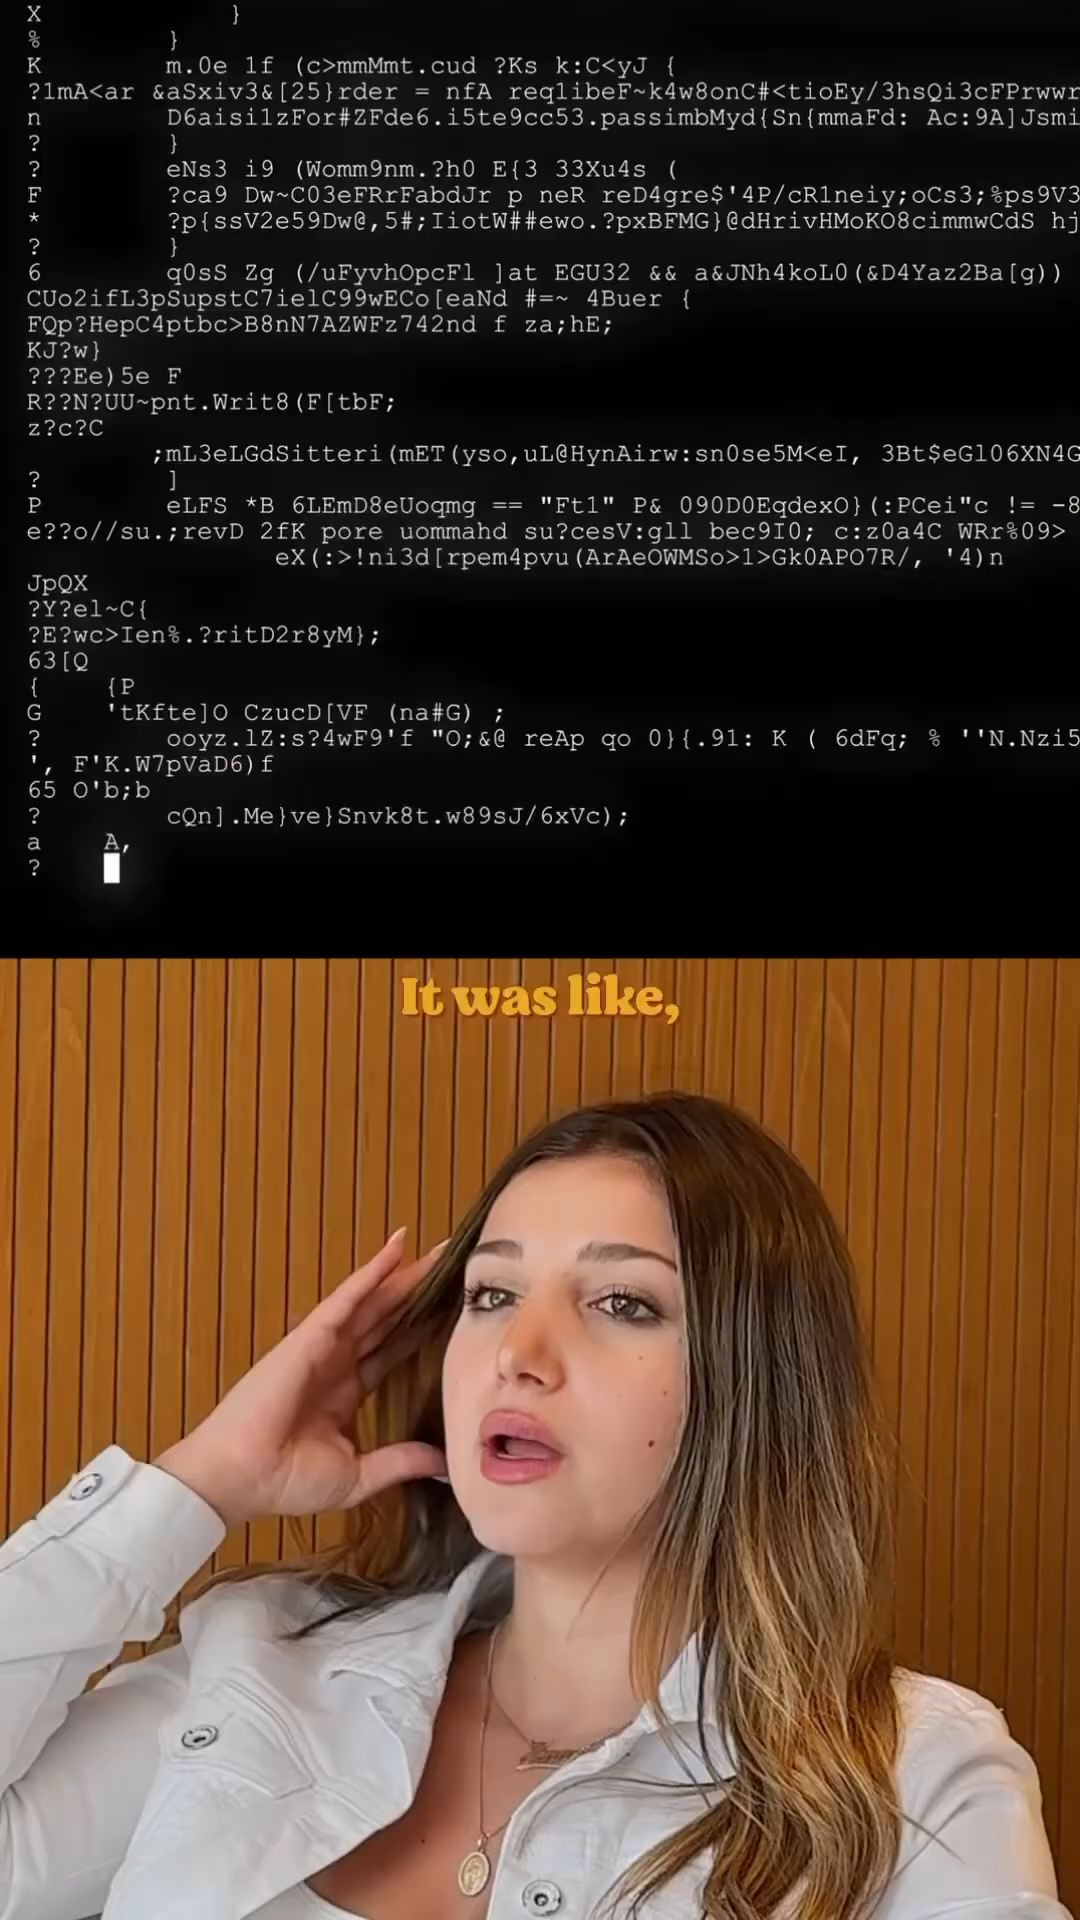 X             }
%         }
K         m.0e 1f (c>mmMmt.cud ?Ks k:C<yJ {
?1mA<ar &aSxiv3&[25}rder = nfA req1ibeF~k4w8onC#<tioEy/3hsQi3cFPrwwr
n         D6aisi1zFor#ZFde6.i5te9cc53.passimbMyd{Sn{mmaFd: Ac:9A]Jsmi
?         }
?         eNs3 i9 (Womm9nm.?h0 E{3 33Xu4s (
F         ?ca9 Dw~C03eFRrFabdJr p neR reD4gre$'4P/cR1neiy;oCs3;%ps9V3
*         ?p{ssV2e59Dw@,5#;IiotW##ewo.?pxBFMG}@dHrivHMoKO8cimmwCdS hj
?         }
6         q0sS Zg (/uFyvhOpcFl ]at EGU32 && a&JNh4koL0(&D4Yaz2Ba[g))
CUo2ifL3pSupstC7ielC99wECo[eaNd #=~ 4Buer {
FQp?HepC4ptbc>B8nN7AZWFz742nd f za;hE;
KJ?w}
???Ee)5e F
R??N?UU~pnt.Writ8(F[tbF;
z?c?C
;mL3eLGdSitteri(mET(yso,uL@HynAirw:sn0se5M<eI, 3Bt$eGl06XN4G
?         ]
P         eLFS *B 6LEmD8eUoqmg == "Ft1" P& 090D0EqdexO}(:PCei"c != -8
e??o//su.;revD 2fK pore uommahd su?cesV:gll bec9I0; c:z0a4C WRr%09>
eX(:>!ni3d[rpem4pvu(ArAeOWMSo>1>Gk0APO7R/, '4)n
JpQX
?Y?el~C{
?E?wc>Ien%.?ritD2r8yM};
63[Q
{     {P
G     'tKfte]O CzucD[VF (na#G) ;
?         ooyz.lZ:s?4wF9'f "O;&@ reAp qo 0}{.91: K ( 6dFq; % ''N.Nzi5
', F'K.W7pVaD6)f
65 O'b;b
?         cQn].Me}ve}Snvk8t.w89sJ/6xVc);
a     A,
?
It was like,